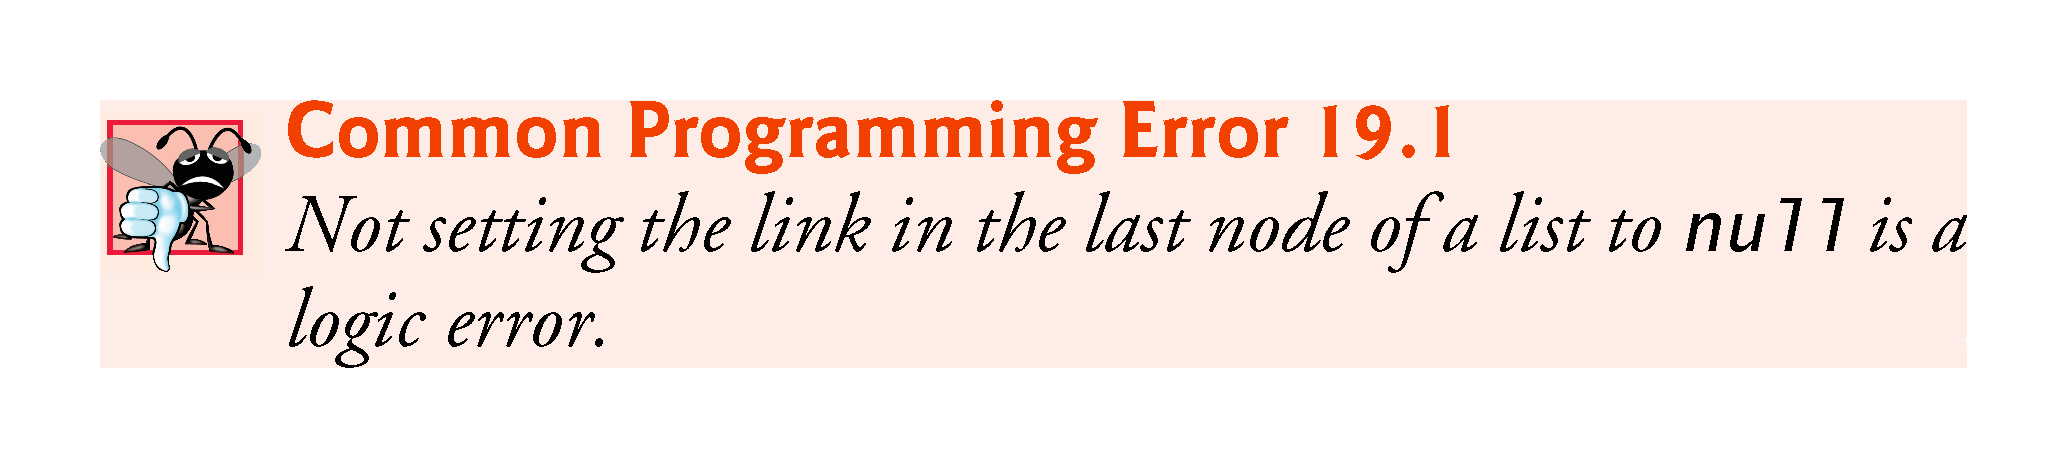 Common Programming Error 19.1
Not setting the link in the last node of a list to null is a
logic error.